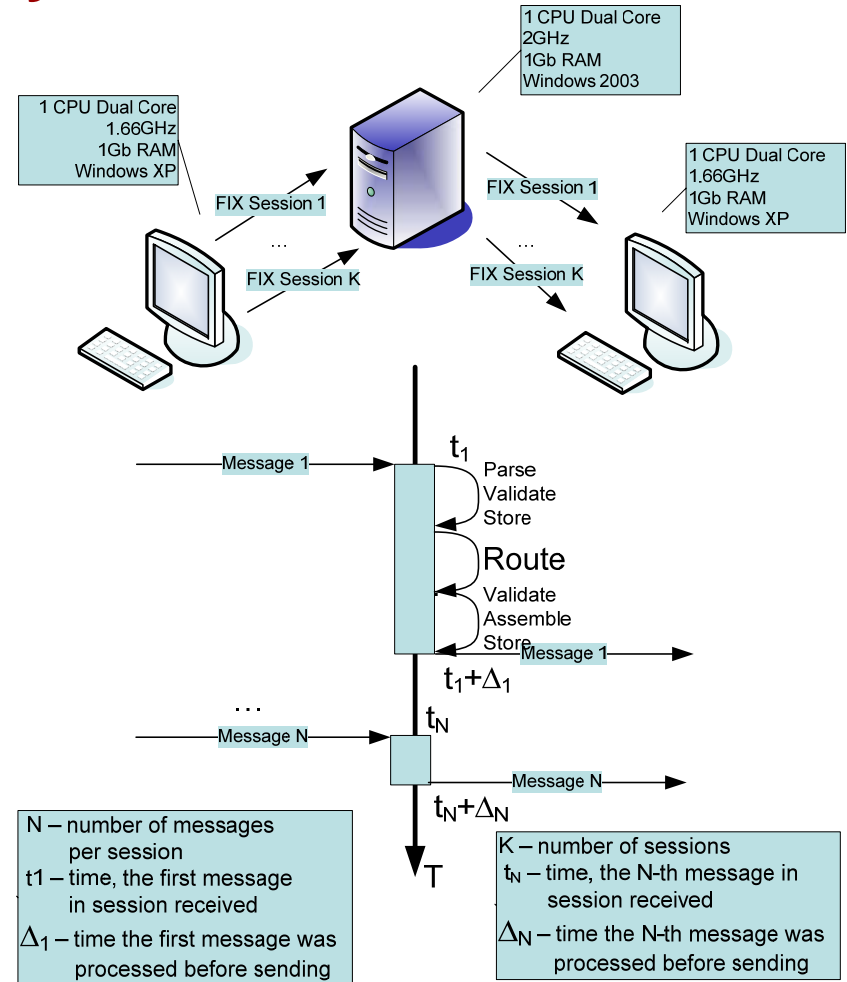 1 CPU Dual Core
2GHz
1Gb RAM
Windows 2003
1 CPU Dual Core
1.66GHz
1Gb RAM
Windows XP
1 CPU Dual Core
1.66GHz
1Gb RAM
Windows XP
FIX Session 1
...
FIX Session K
FIX Session 1
...
FIX Session K
t1
Message 1
Parse
Validate
Store
Route
Validate
Assemble
Store
Message 1
t1+Δ1
...
tN
Message N
Message N
tN+ΔN
T
N – number of messages
per session
t1 – time, the first message
in session received
Δ1 – time the first message was
processed before sending
K – number of sessions
tN – time, the N-th message in
session received
ΔN – time the N-th message was
processed before sending